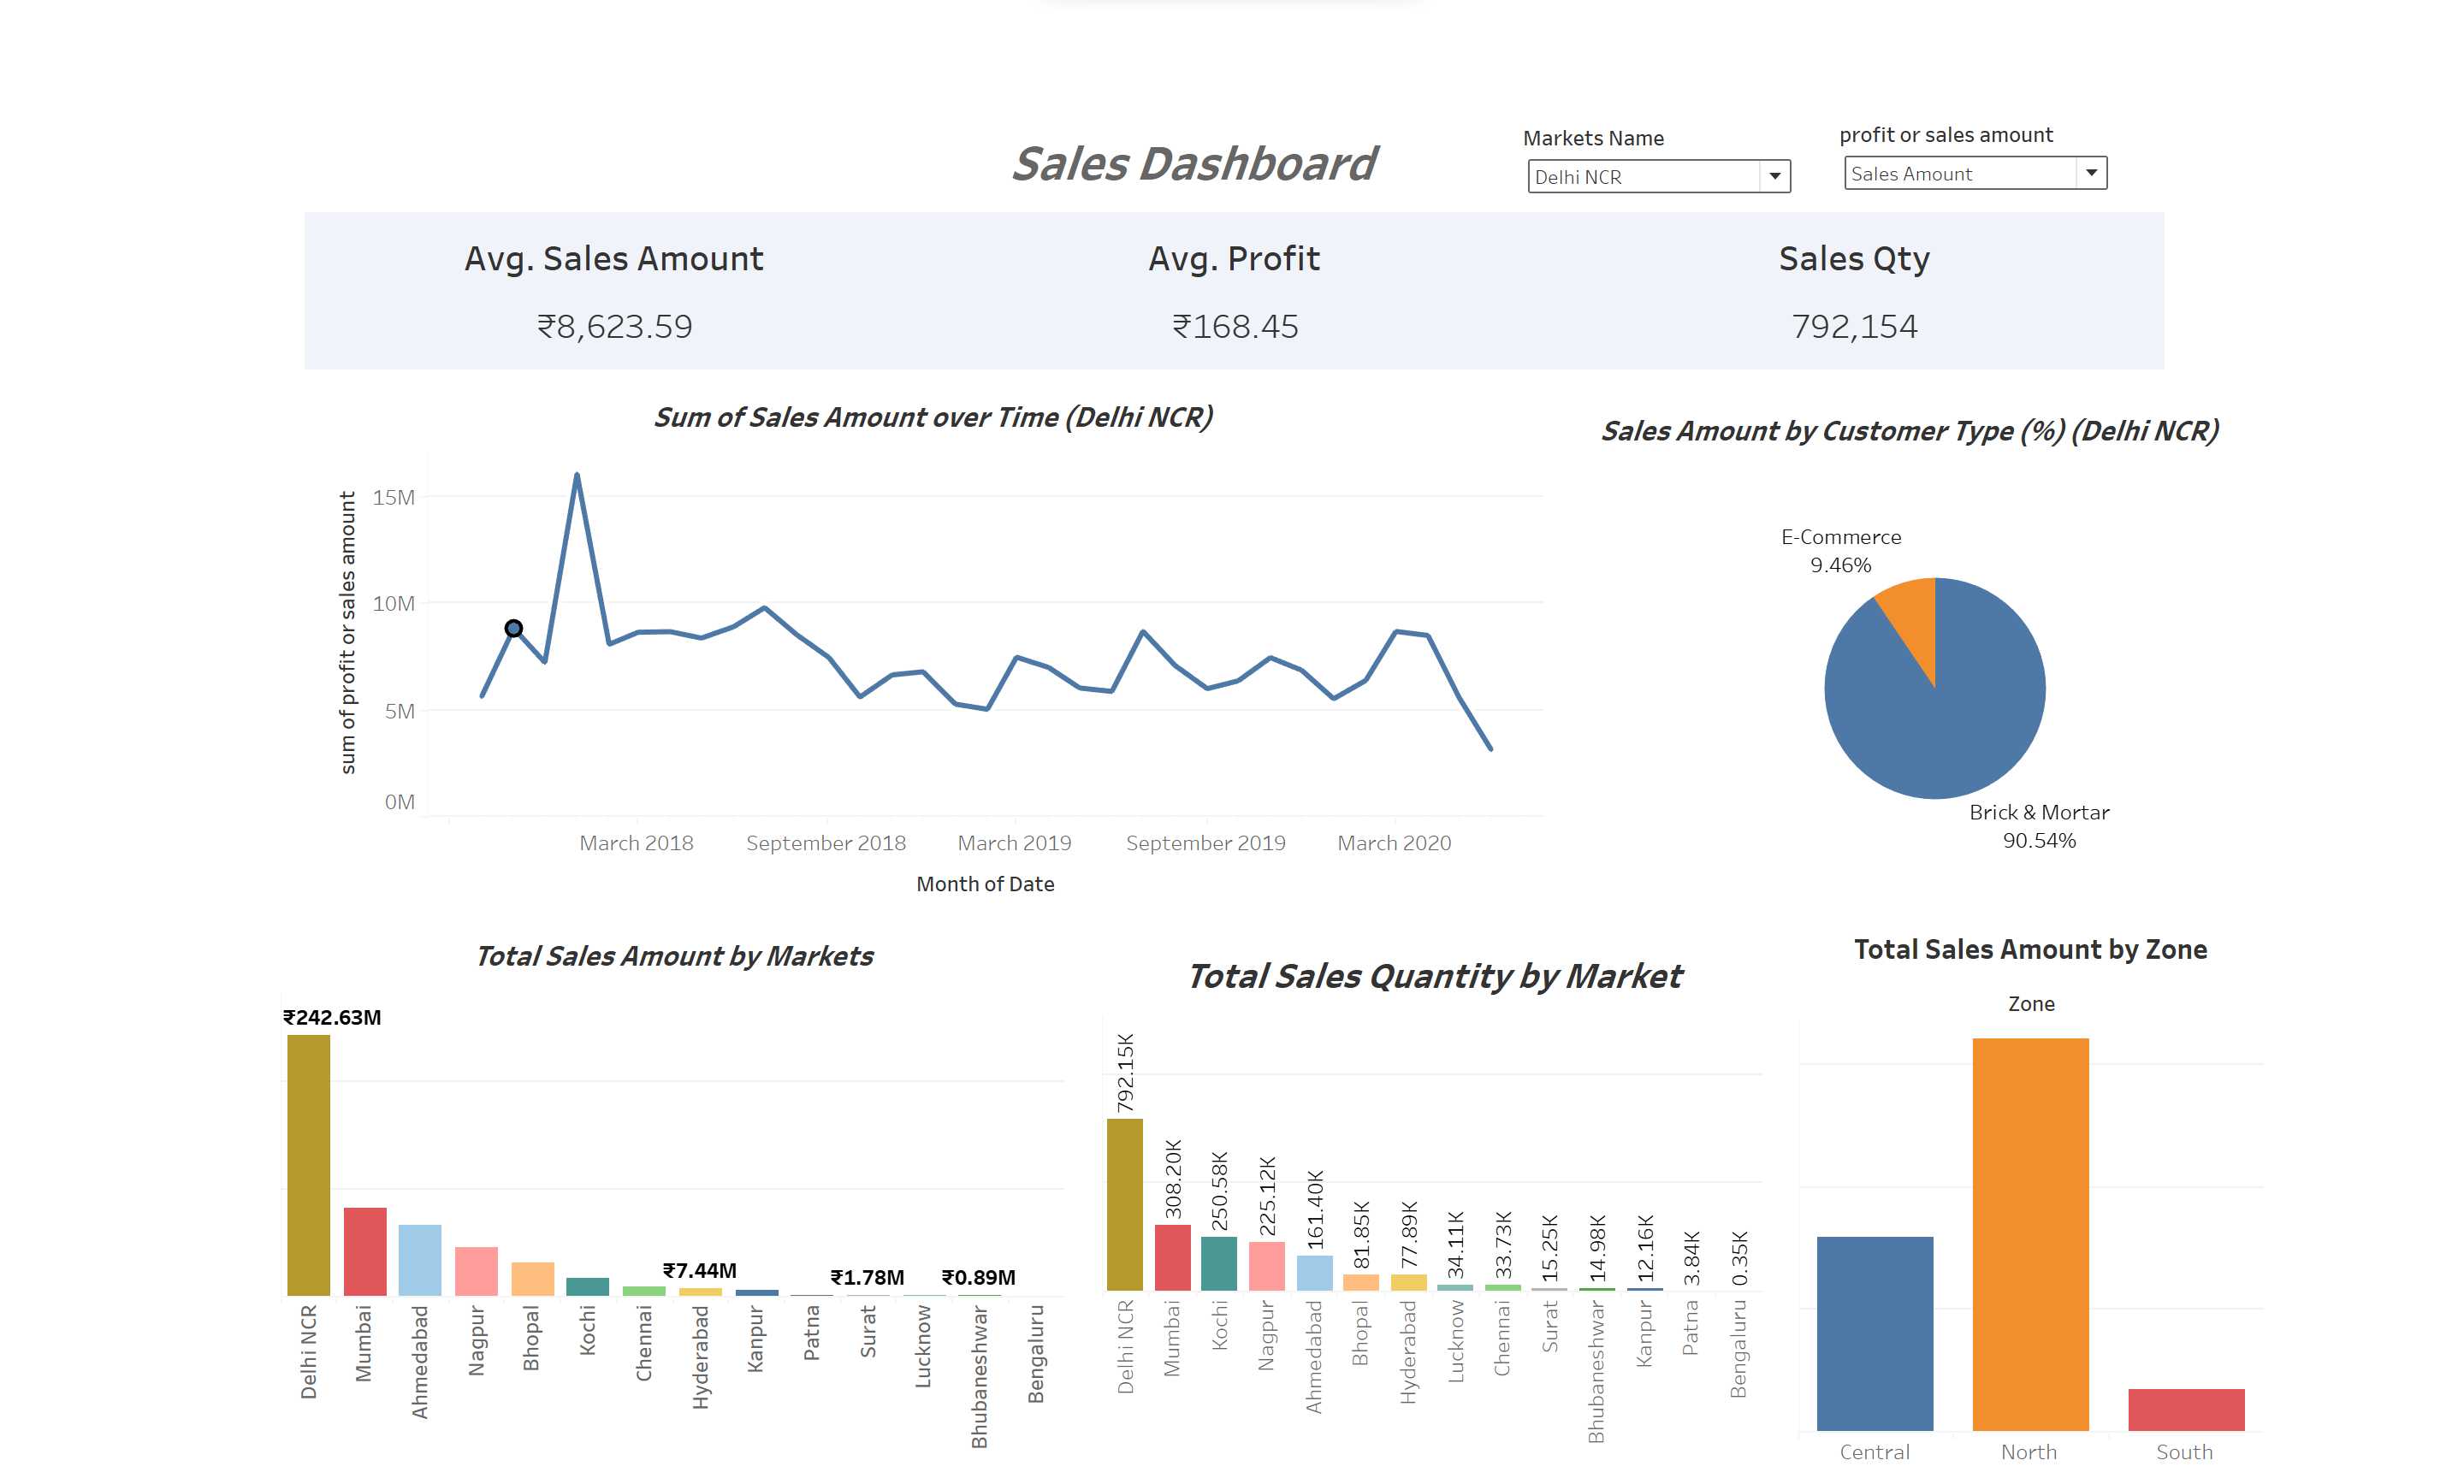 Sales Dashboard
Markets Name
Delhi NCR
profit or sales amount
Sales Amount
Avg. Sales Amount
₹8,623.59
Avg. Profit
₹168.45
Sales Qty
792,154
Sum of Sales Amount over Time (Delhi NCR)
sum of profit or sales amount
15M
10M
5M
0M
March 2018
September 2018
March 2019
September 2019
March 2020
Month of Date
Sales Amount by Customer Type (%) (Delhi NCR)
E-Commerce
9.46%
Brick & Mortar
90.54%
Total Sales Amount by Markets
₹242.63M
₹7.44M
₹1.78M
₹0.89M
Delhi NCR
Mumbai
Ahmedabad
Nagpur
Bhopal
Kochi
Chennai
Hyderabad
Kanpur
Patna
Surat
Lucknow
Bhubaneshwar
Bengaluru
Total Sales Quantity by Market
792.15K
308.20K
250.58K
225.12K
161.40K
81.85K
77.89K
34.11K
33.73K
15.25K
14.98K
12.16K
3.84K
0.35K
Delhi NCR
Mumbai
Kochi
Nagpur
Ahmedabad
Bhopal
Hyderabad
Lucknow
Chennai
Surat
Bhubaneshwar
Kanpur
Patna
Bengaluru
Total Sales Amount by Zone
Zone
Central
North
South